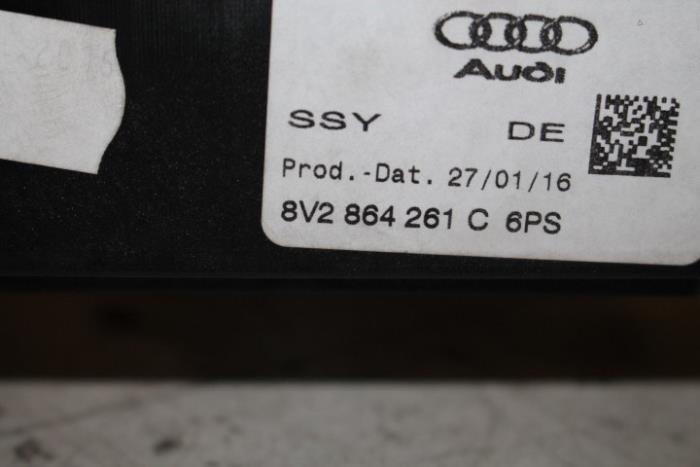 Audi
SSY DE
Prod.-Dat. 27/01/16
8V2 864 261 C 6PS